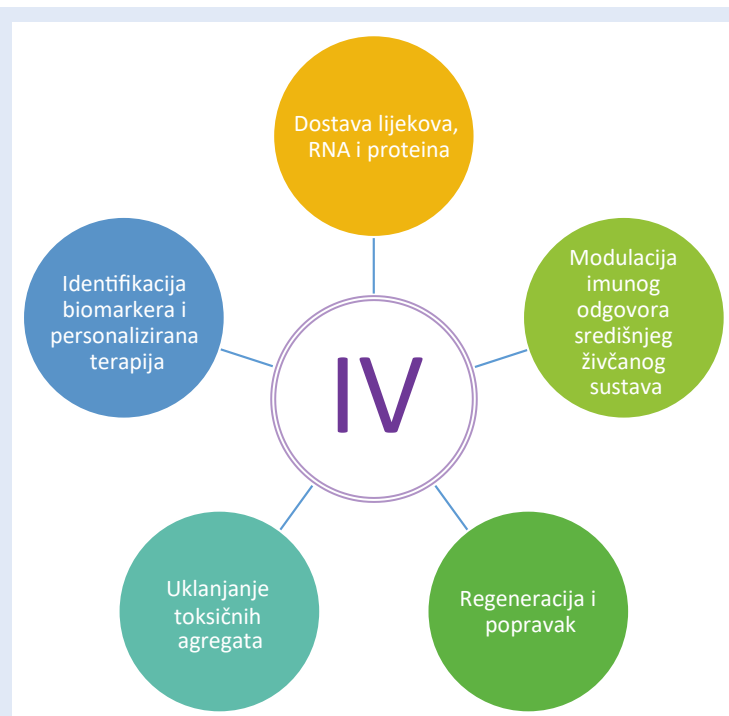 Dostava lijekova,
RNA i proteina
Modulacija
imunog
odgovora
središnjeg
živčanog
sustava
Regeneracija i
popravak
Uklanjanje
toksičnih
agregata
Identifikacija
biomarkera i
personalizirana
terapija
IV